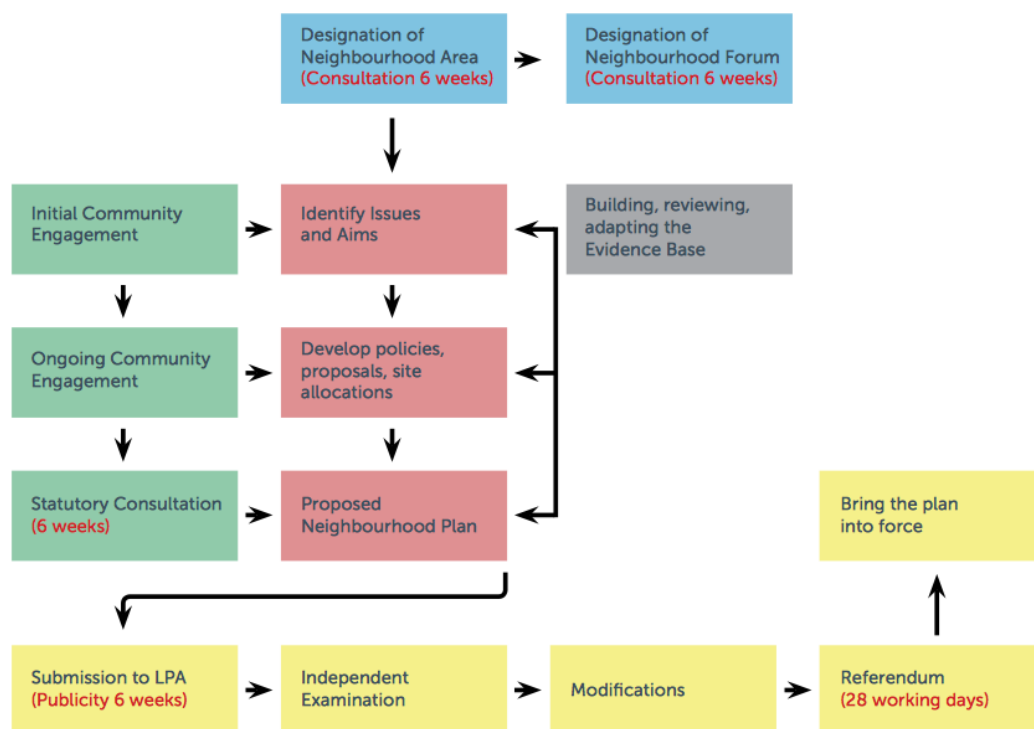 Designation of
Neighbourhood Area
(Consultation 6 weeks)
Designation of
Neighbourhood Forum
(Consultation 6 weeks)
Initial Community
Engagement
Identify Issues
and Aims
Building, reviewing,
adapting the
Evidence Base
Ongoing Community
Engagement
Develop policies,
proposals, site
allocations
Statutory Consultation
(6 weeks)
Proposed
Neighbourhood Plan
Bring the plan
into force
Submission to LPA
(Publicity 6 weeks)
Independent
Examination
Modifications
Referendum
(28 working days)